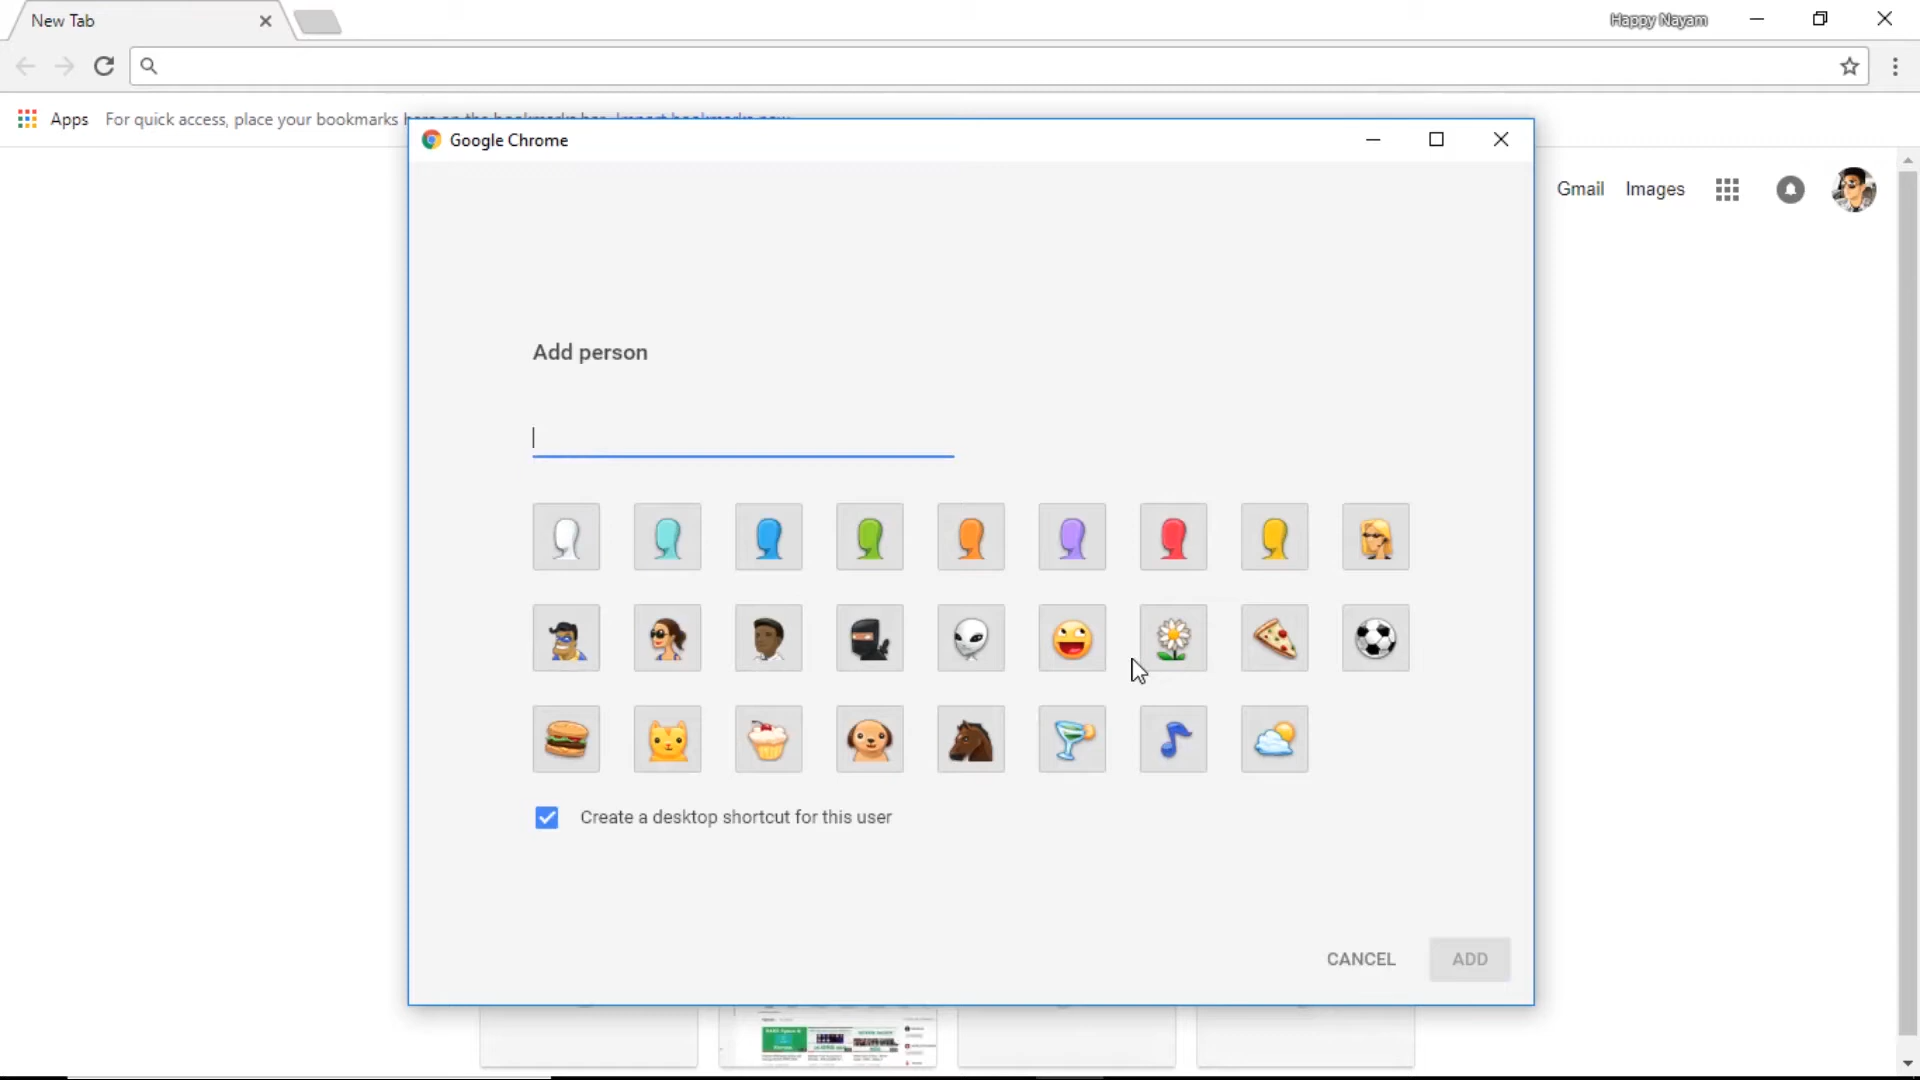 New Tab
Happy Nayam
Apps For quick access, place your bookmarks
Google Chrome
Gmail Images
Add person
Create a desktop shortcut for this user
CANCEL ADD